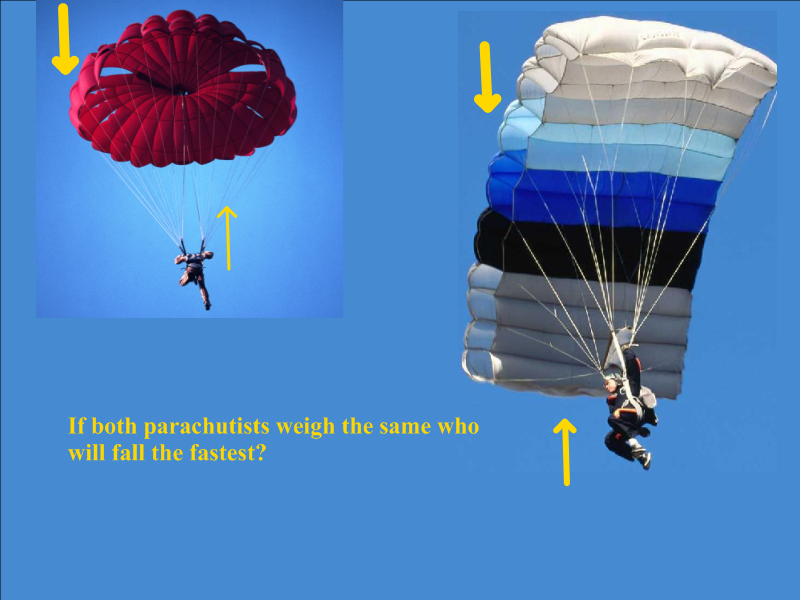 If both parachutists weigh the same who
will fall the fastest?